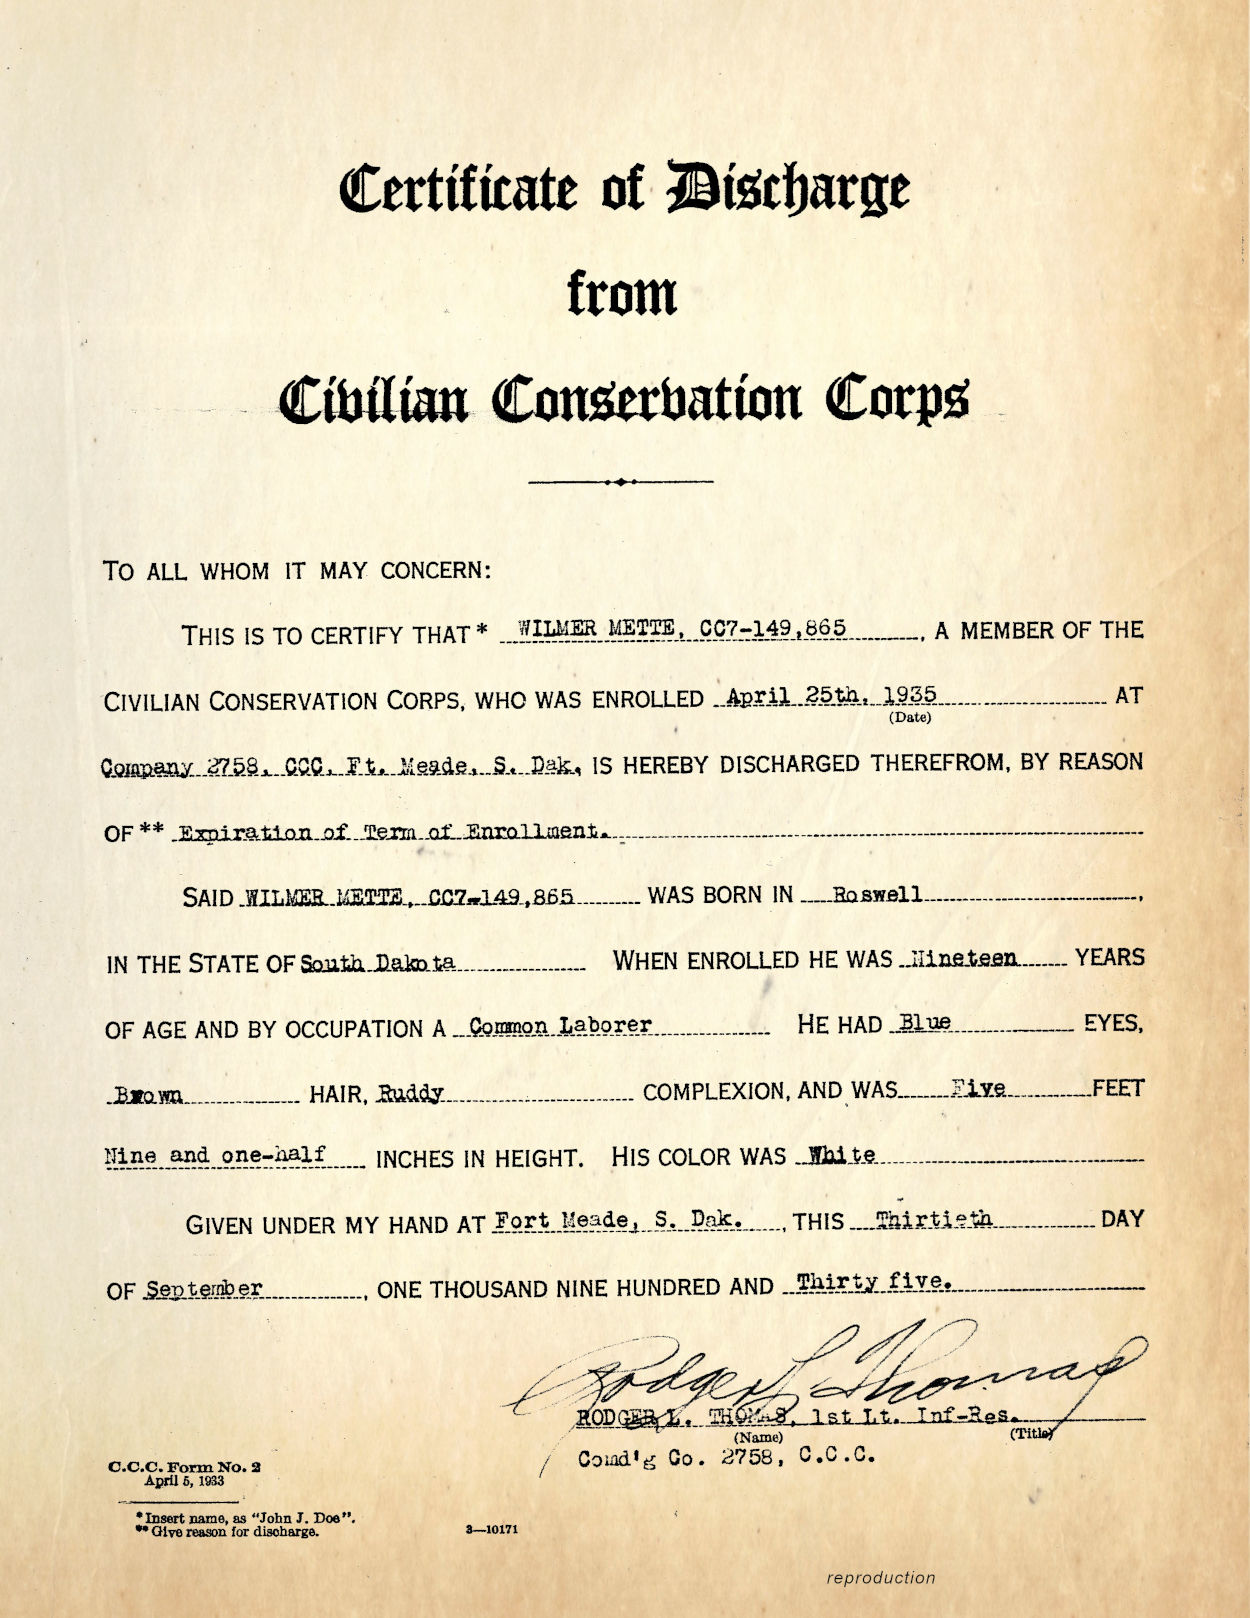 Certificate of Discharge
from
Civilian Conservation Corps
TO ALL WHOM IT MAY CONCERN:
THIS IS TO CERTIFY THAT * WILMER METTE, CC7-149,865, A MEMBER OF THE
CIVILIAN CONSERVATION CORPS, WHO WAS ENROLLED April 25th, 1935 AT
(Date)
Company 2758, CCC, Ft. Meade, S. Dak, IS HEREBY DISCHARGED THEREFROM, BY REASON
OF ** Expiration of Term of Enrollment.
SAID WILMER METTE, CC7-149,865 WAS BORN IN Roswell,
IN THE STATE OF South Dakota WHEN ENROLLED HE WAS Nineteen YEARS
OF AGE AND BY OCCUPATION A Common Laborer HE HAD Blue EYES,
Brown HAIR, Ruddy COMPLEXION, AND WAS Five FEET
Nine and one-half INCHES IN HEIGHT. HIS COLOR WAS White
GIVEN UNDER MY HAND AT Fort Meade, S. Dak., THIS Thirtieth DAY
OF September, ONE THOUSAND NINE HUNDRED AND Thirty five.
Rodger L Thomas
RODGER L. THOMAS, 1st Lt. Inf-Res.
(Name) (Title)
Comd'g Co. 2758, C.C.C.
C.C.C. Form No. 2
April 5, 1933
* Insert name, as "John J. Doe".
** Give reason for discharge.
3—10171
reproduction